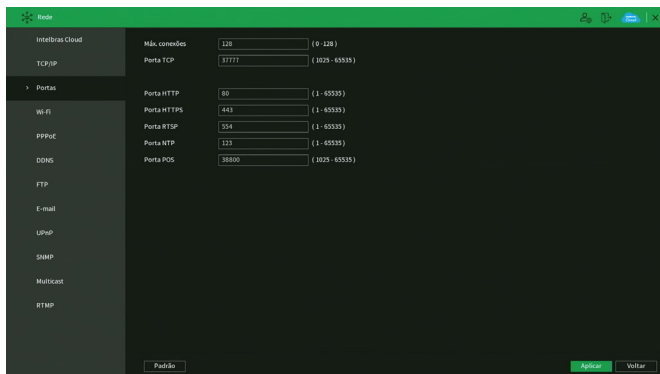 Rede
Intelbras Cloud
TCP/IP
> Portas
Wi-Fi
PPPoE
DDNS
FTP
E-mail
UPnP
SNMP
Multicast
RTMP
Máx. conexões 128 ( 0 -128 )
Porta TCP 37777 ( 1025 - 65535 )
Porta HTTP 80 ( 1 - 65535 )
Porta HTTPS 443 ( 1 - 65535 )
Porta RTSP 554 ( 1 - 65535 )
Porta NTP 123 ( 1 - 65535 )
Porta POS 38800 ( 1025 - 65535 )
Padrão Aplicar Voltar